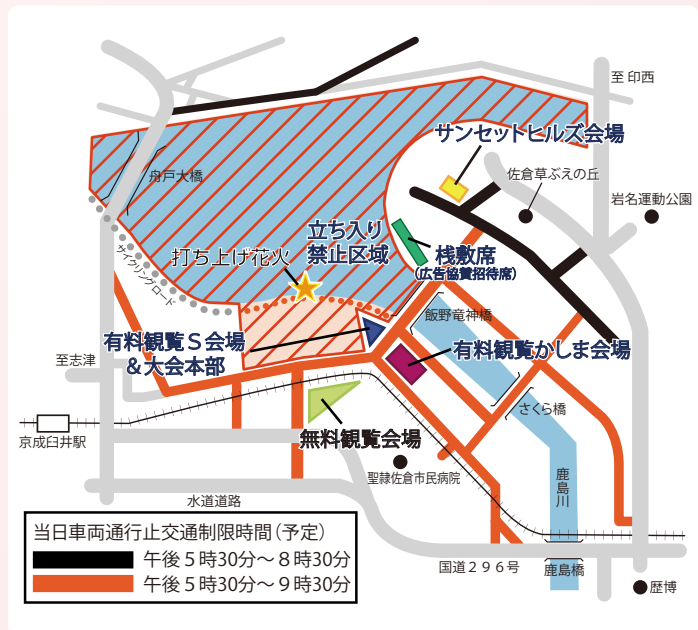 至 印西
サンセットヒルズ会場
佐倉草ぶえの丘
岩名運動公園
舟戸大橋
立ち入り
禁止区域
桟敷席
(広告協賛招待席)
打ち上げ花火
サイクリングロード
飯野竜神橋
有料観覧S会場
&大会本部
有料観覧かしま会場
至志津
さくら橋
京成臼井駅
無料観覧会場
聖隷佐倉市民病院
鹿島川
水道道路
国道296号
鹿島橋
歴博
当日車両通行止交通制限時間(予定)
午後5時30分~8時30分
午後5時30分~9時30分